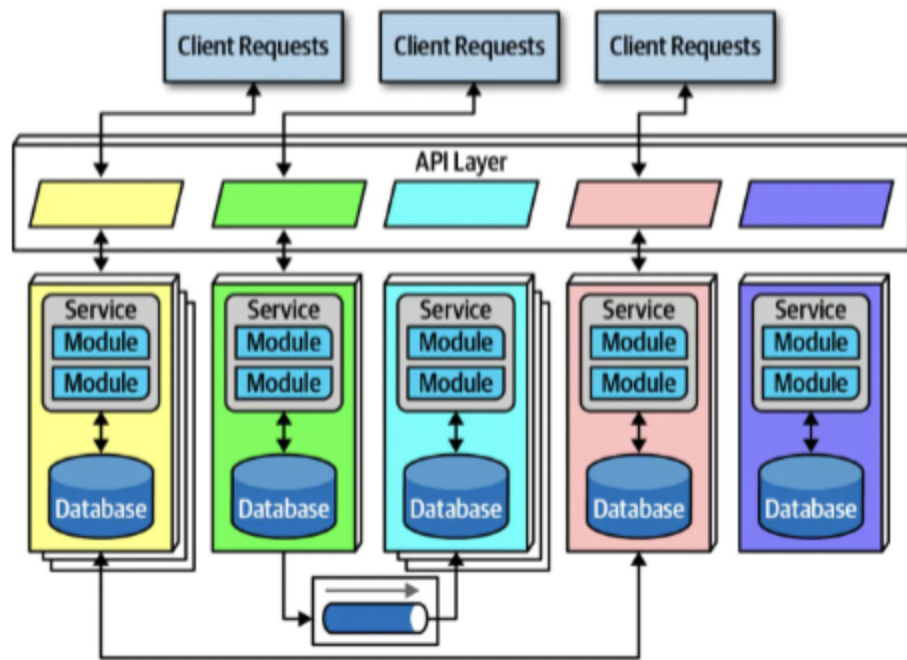 Client Requests
Client Requests
Client Requests
API Layer
Service
Module
Module
Database
Service
Module
Module
Database
Service
Module
Module
Database
Service
Module
Module
Database
Service
Module
Module
Database